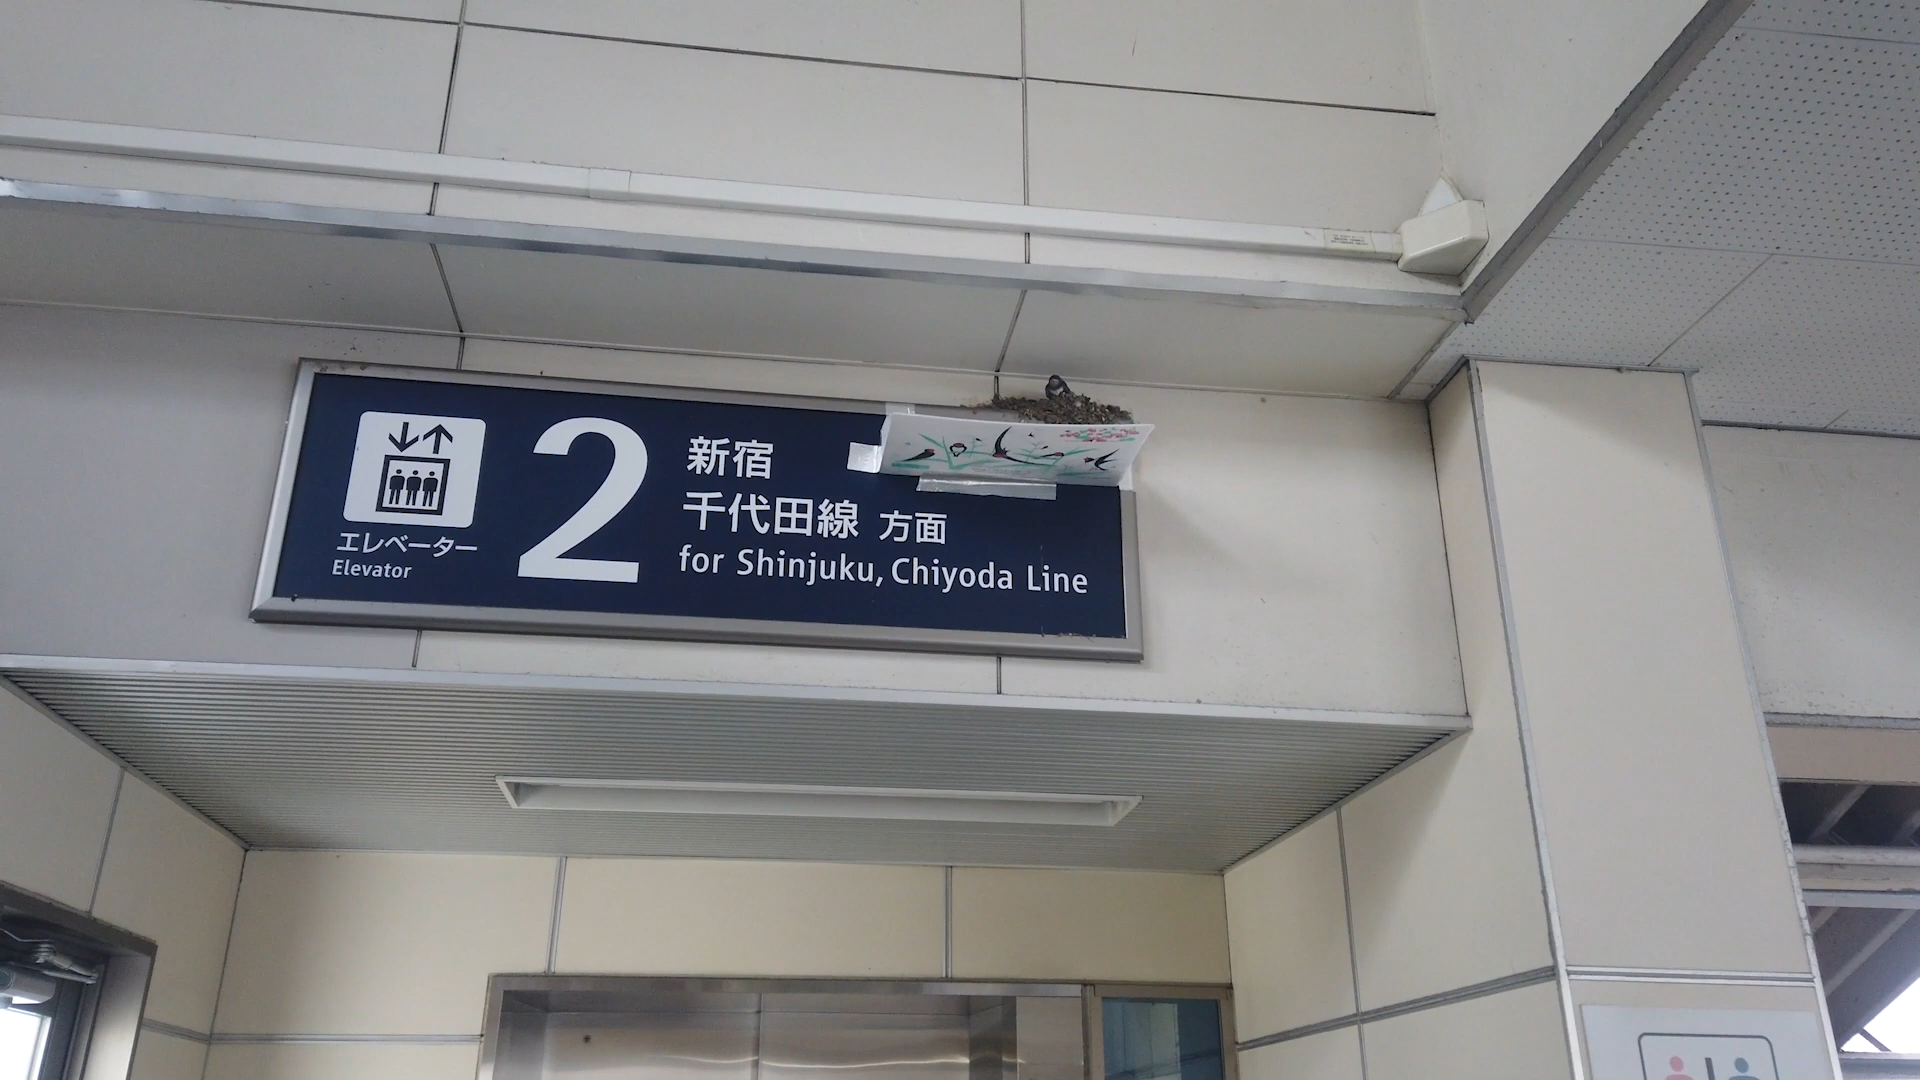 エレベーター
Elevator
2
新宿
千代田線 方面
for Shinjuku, Chiyoda Line